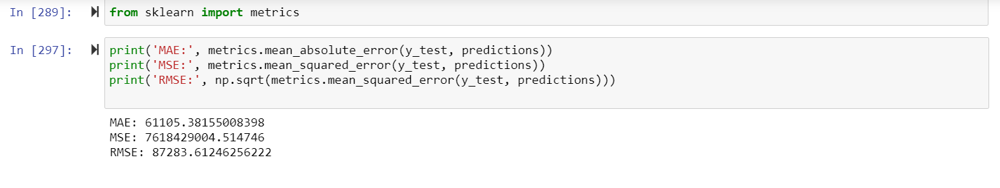 In [289]: from sklearn import metrics
In [297]: print('MAE:', metrics.mean_absolute_error(y_test, predictions))
print('MSE:', metrics.mean_squared_error(y_test, predictions))
print('RMSE:', np.sqrt(metrics.mean_squared_error(y_test, predictions)))
MAE: 61105.38155008398
MSE: 7618429004.514746
RMSE: 87283.61246256222